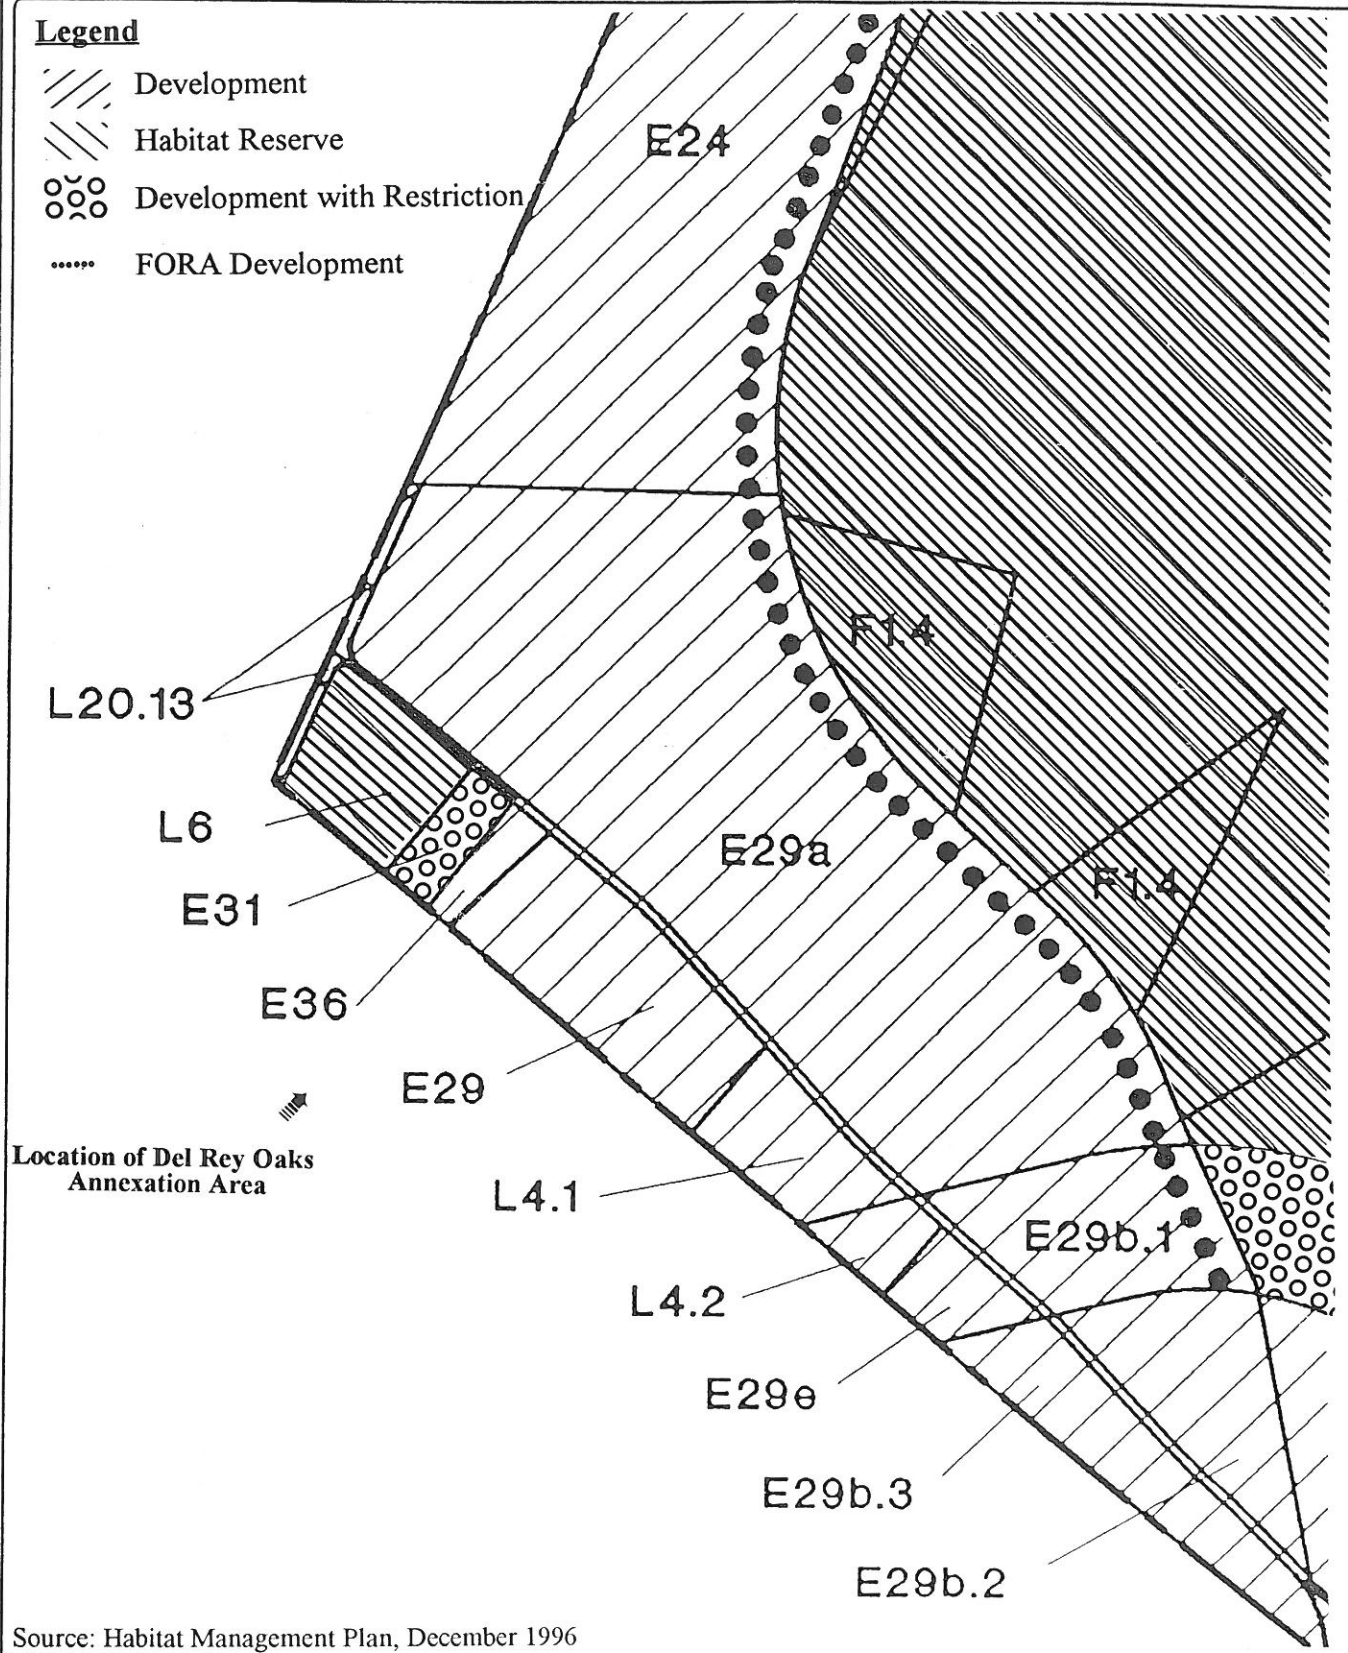 Legend
Development
Habitat Reserve
Development with Restriction
FORA Development
E24
F1.4
L20.13
L6
E29a
F1.4
E31
E36
E29
Location of Del Rey Oaks
Annexation Area
L4.1
E29b.1
L4.2
E29e
E29b.3
E29b.2
Source: Habitat Management Plan, December 1996